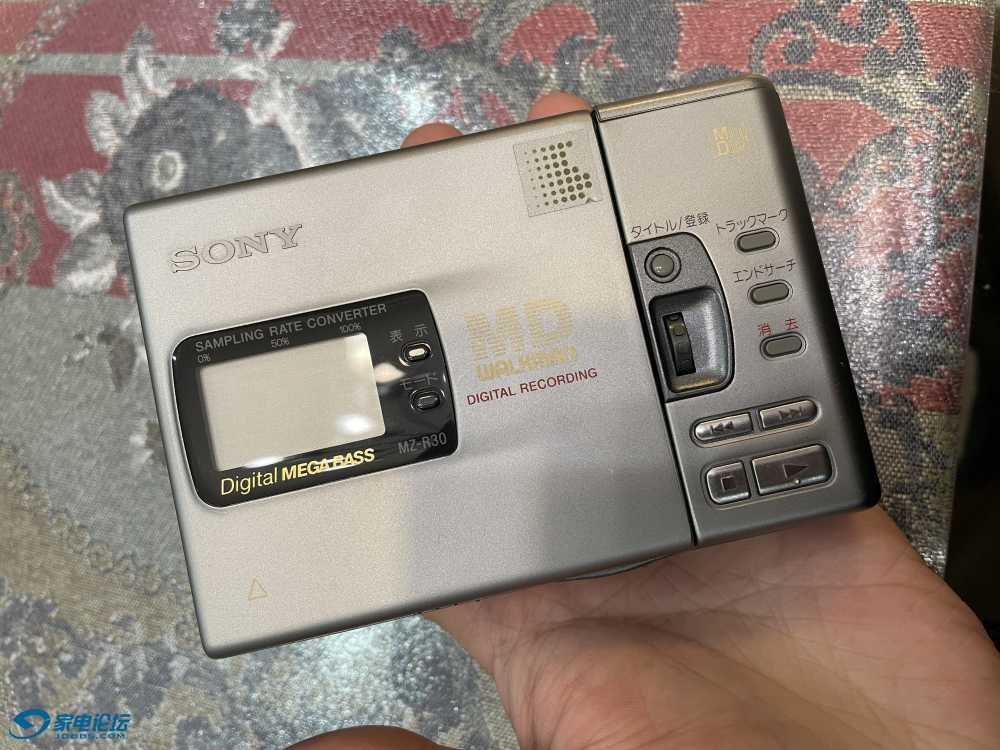 SONY
SAMPLING RATE CONVERTER
0% 50% 100%
表示
モード
MZ-R30
Digital MEGA BASS
MD
WALKMAN
DIGITAL RECORDING
タイトル/登録
トラックマーク
エンドサーチ
消去
家电论坛
JDBBS.COM